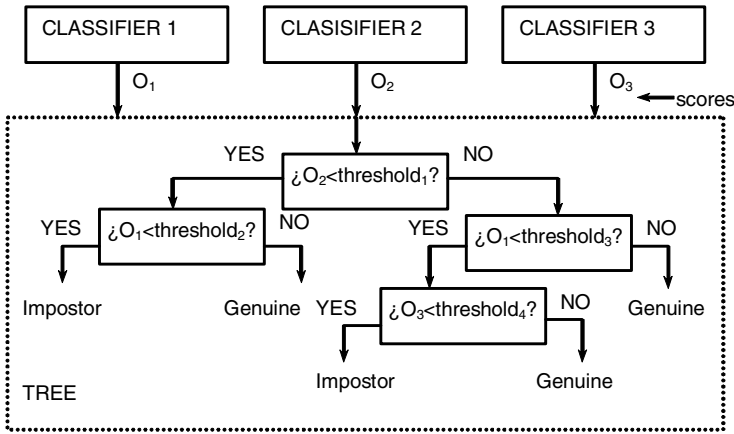 CLASSIFIER 1
CLASISIFIER 2
CLASSIFIER 3
O₁
O₂
O₃
scores
YES
NO
¿O₂<threshold₁?
YES
¿O₁<threshold₂?
NO
YES
¿O₁<threshold₃?
NO
Impostor
Genuine
YES
¿O₃<threshold₄?
NO
Genuine
Impostor
Genuine
TREE